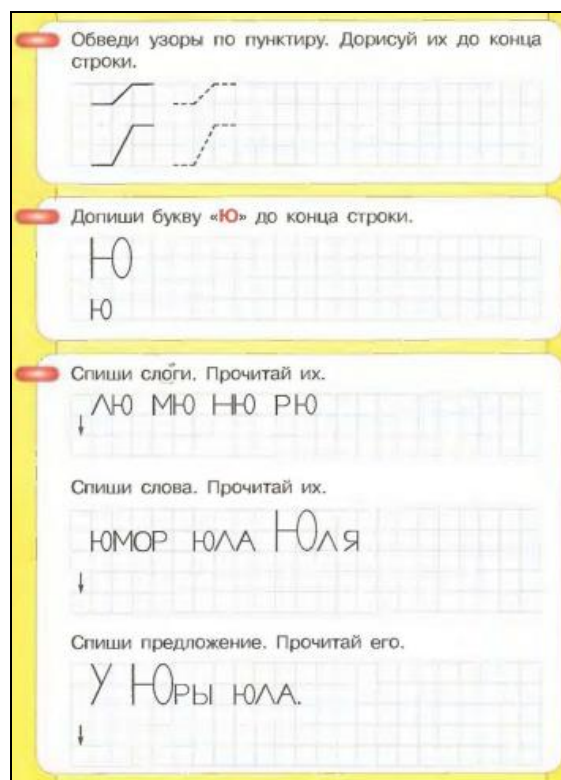 Обведи узоры по пунктиру. Дорисуй их до конца
строки.
Допиши букву «Ю» до конца строки.
Ю
ю
Спиши слоги. Прочитай их.
ЛЮ МЮ НЮ РЮ
Спиши слова. Прочитай их.
ЮМОР ЮЛА Юля
Спиши предложение. Прочитай его.
У Юры юла.